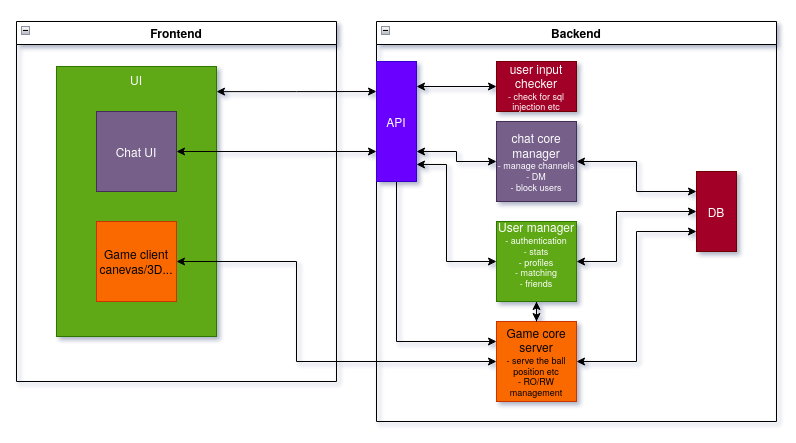 Frontend
UI
Chat UI
Game client
canevas/3D...
Backend
API
user input
checker
- check for sql
injection etc
chat core
manager
- manage channels
- DM
- block users
User manager
- authentication
- stats
- profiles
- matching
- friends
Game core
server
- serve the ball
position etc
- RO/RW
management
DB